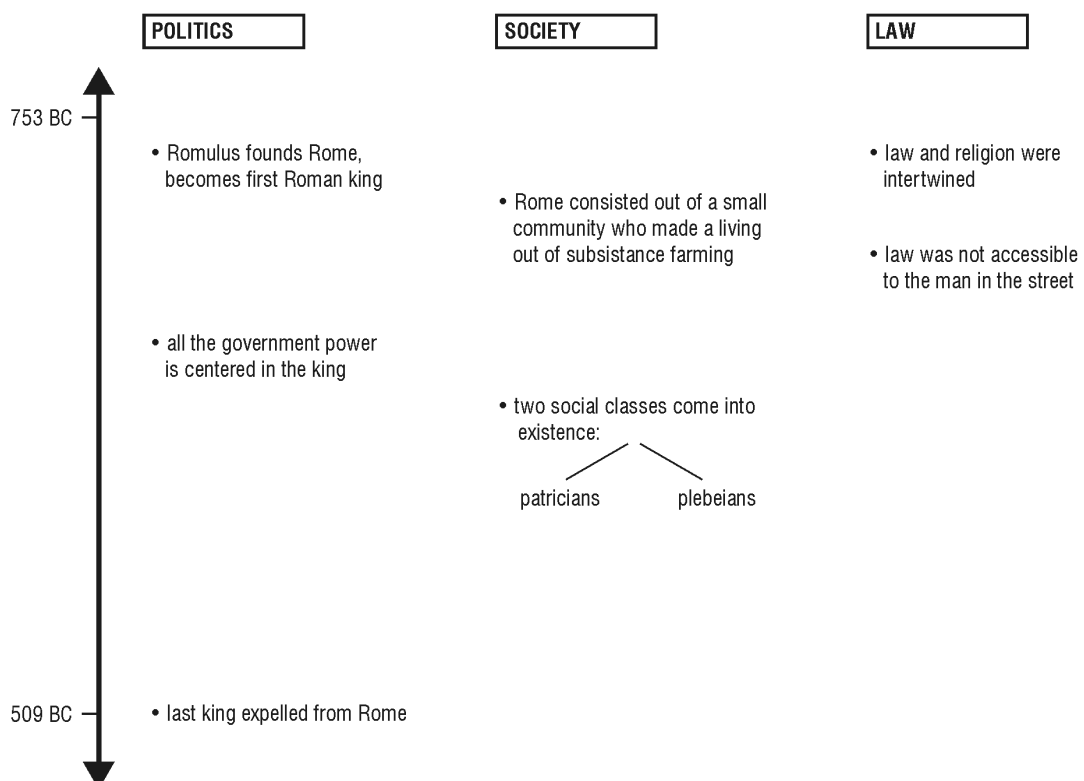 POLITICS
SOCIETY
LAW
753 BC
• Romulus founds Rome,
becomes first Roman king
• all the government power
is centered in the king
509 BC
• last king expelled from Rome
• Rome consisted out of a small
community who made a living
out of subsistance farming
• two social classes come into
existence:
patricians
plebeians
• law and religion were
intertwined
• law was not accessible
to the man in the street